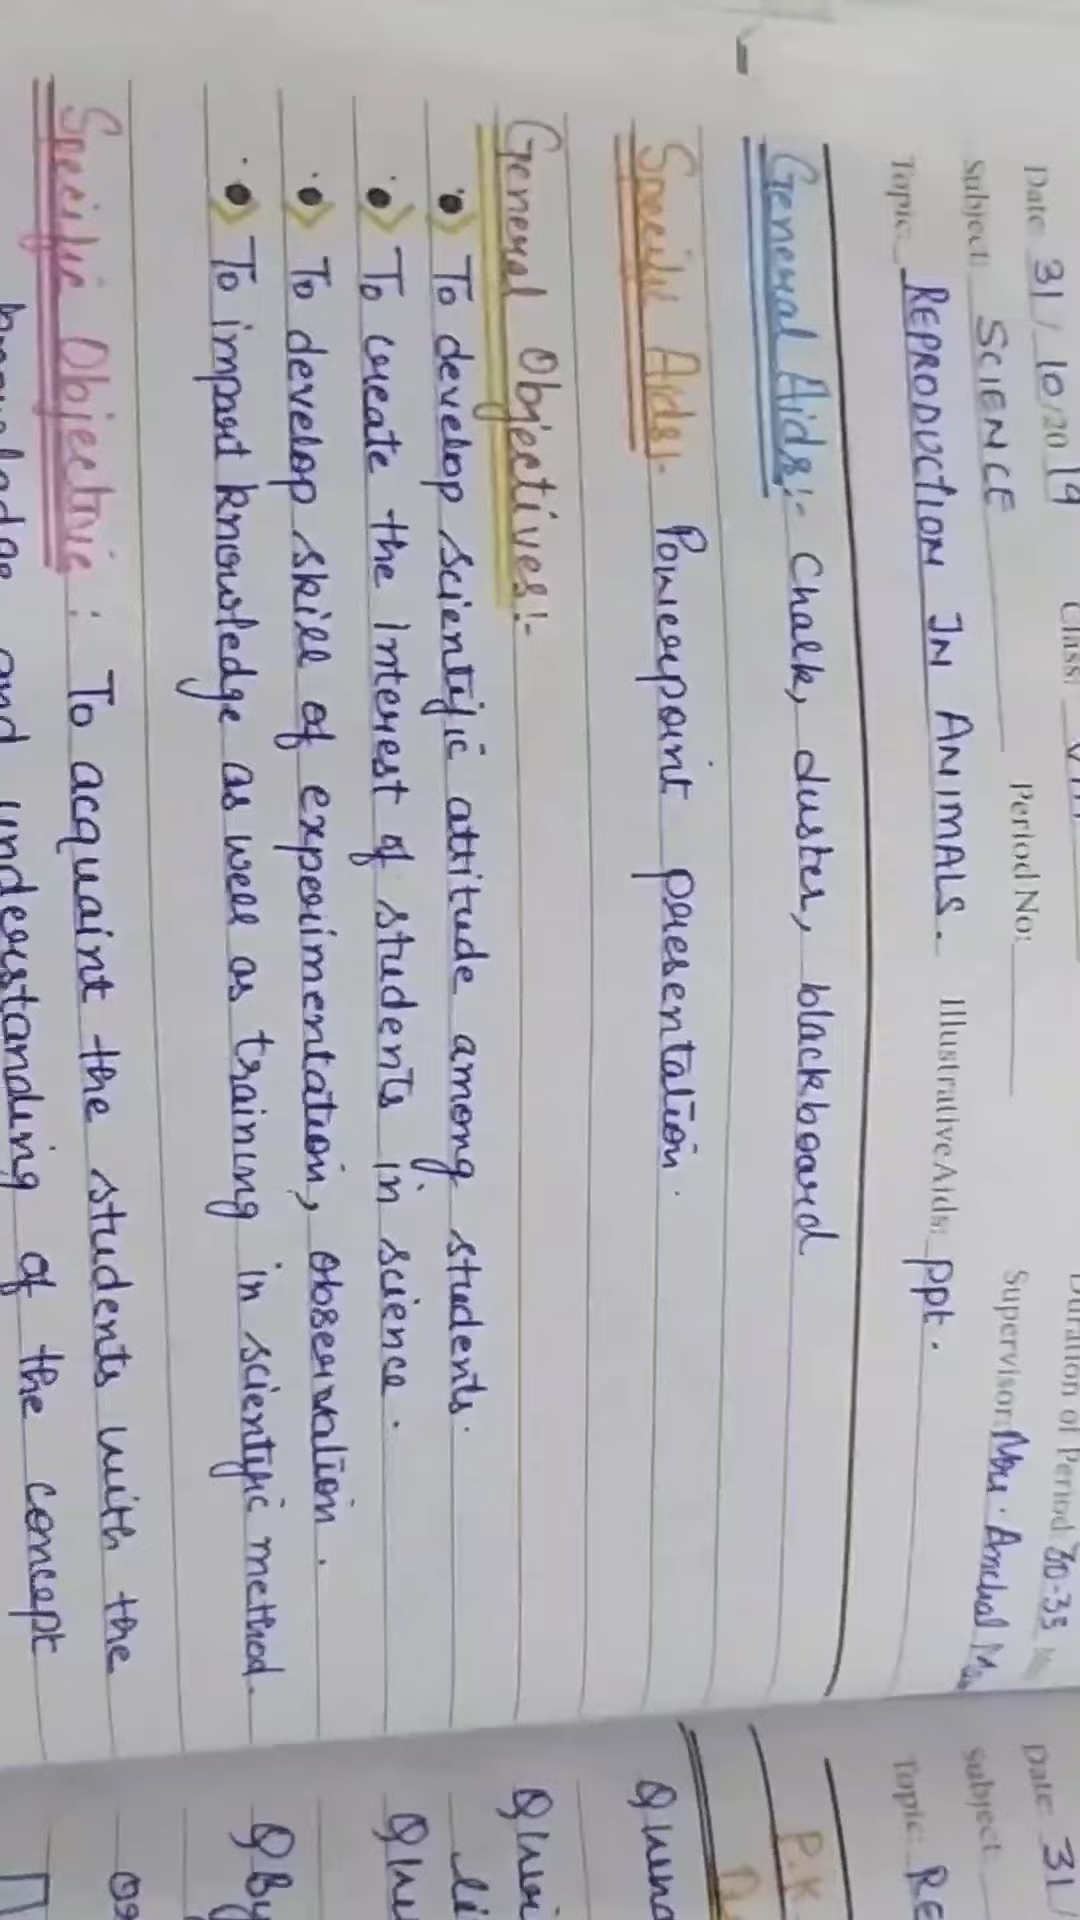 Date: 31/10/2019 Class: Duration of Period 30-35
Subject: SCIENCE Period No: Supervisor:
Topic: REPRODUCTION IN ANIMALS. Illustrative Aids: ppt.
General Aids:- Chalk, duster, blackboard
Specific Aids:- Powerpoint presentation.
General Objectives:-
To develop scientific attitude among students.
To create the interest of students in science.
To develop skill of experimentation, observation.
To impart knowledge as well as training in scientific method.
Specific Objective: To acquaint the students with the
knowledge and understanding of the concept
Date: 31/
Subject:
Topic: RE
P.K